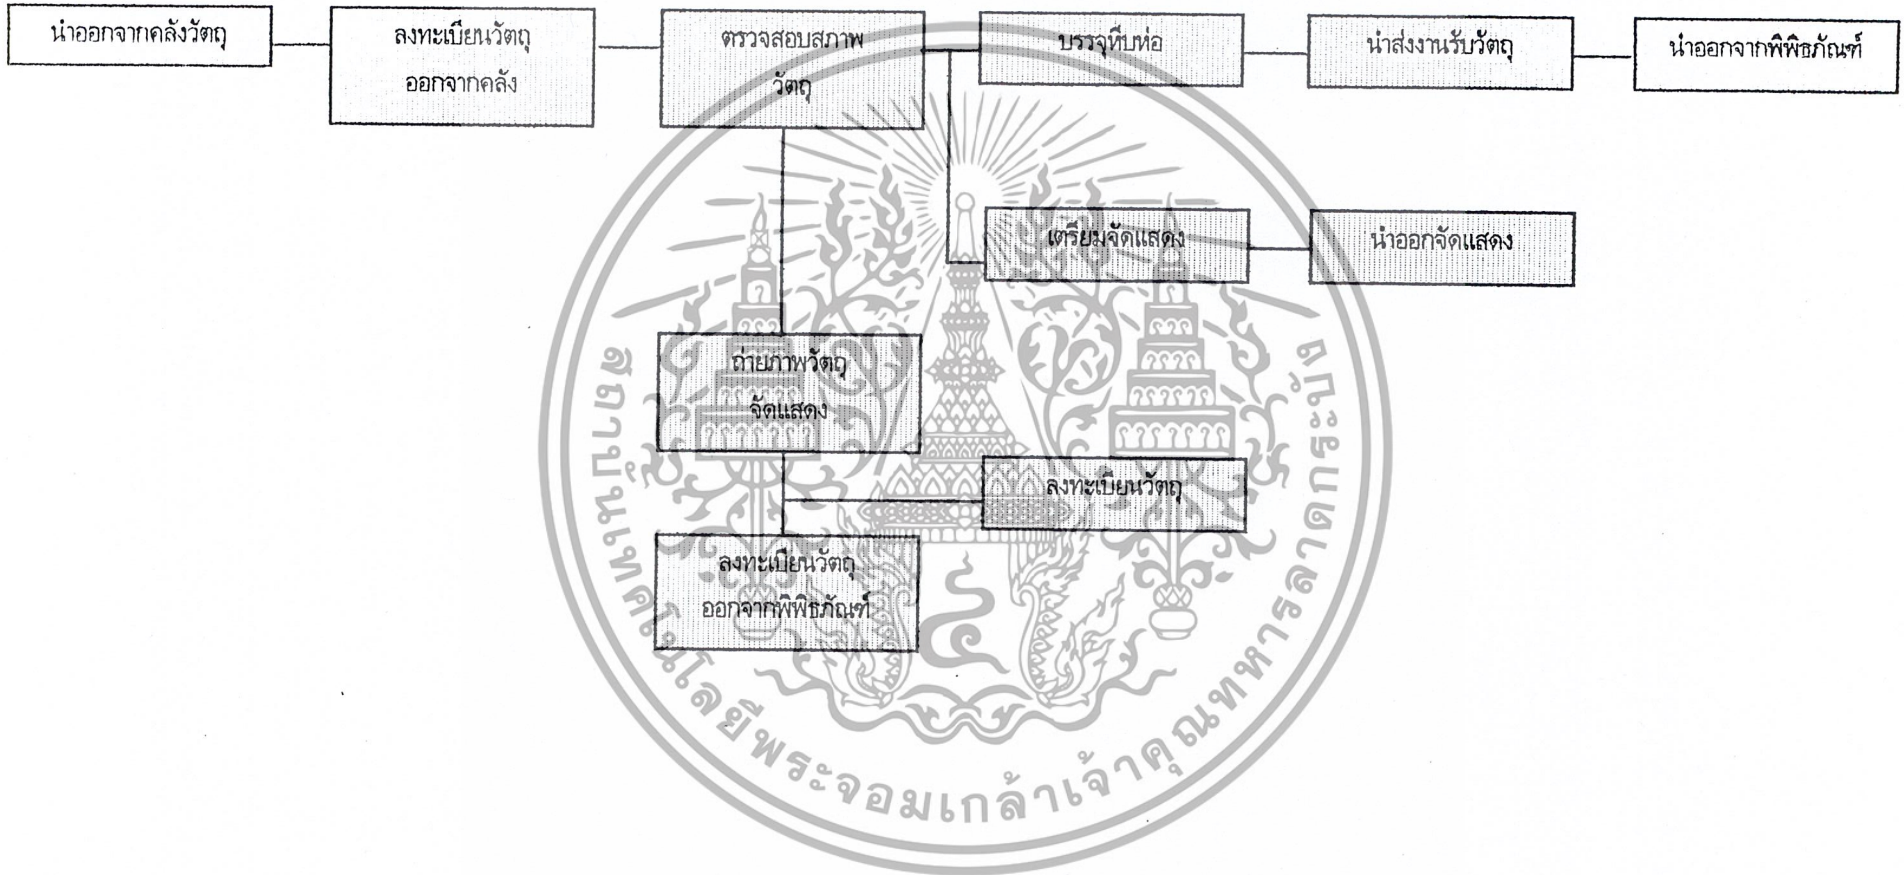 นำออกจากคลังวัตถุ
ลงทะเบียนวัตถุ
ออกจากคลัง
ตรวจสอบสภาพ
วัตถุ
บรรจุหีบห่อ
นำส่งงานรับวัตถุ
นำออกจากพิพิธภัณฑ์
เตรียมจัดแสดง
นำออกจัดแสดง
ถ่ายภาพวัตถุ
จัดแสดง
ลงทะเบียนวัตถุ
ลงทะเบียนวัตถุ
ออกจากพิพิธภัณฑ์
สถาบันเทคโนโลยีพระจอมเกล้าเจ้าคุณทหารลาดกระบัง